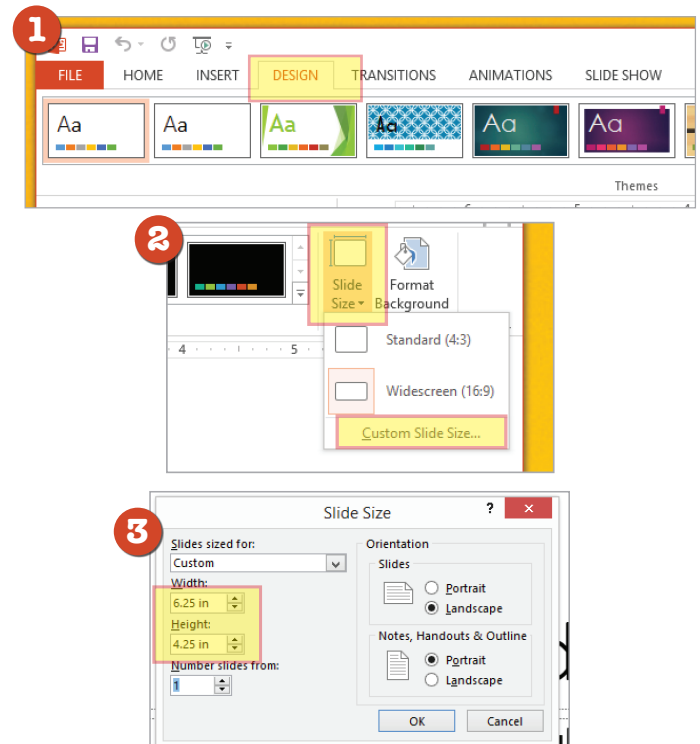 1
FILE HOME INSERT DESIGN TRANSITIONS ANIMATIONS SLIDE SHOW
Aa Aa Aa Aa Aa Aa
Themes
2
Slide Format
Size Background
4 5
Standard (4:3)
Widescreen (16:9)
Custom Slide Size...
3
Slide Size ?
Slides sized for:
Custom
Width:
6.25 in
Height:
4.25 in
Number slides from:
1
Orientation
Slides
Portrait
Landscape
Notes, Handouts & Outline
Portrait
Landscape
OK Cancel